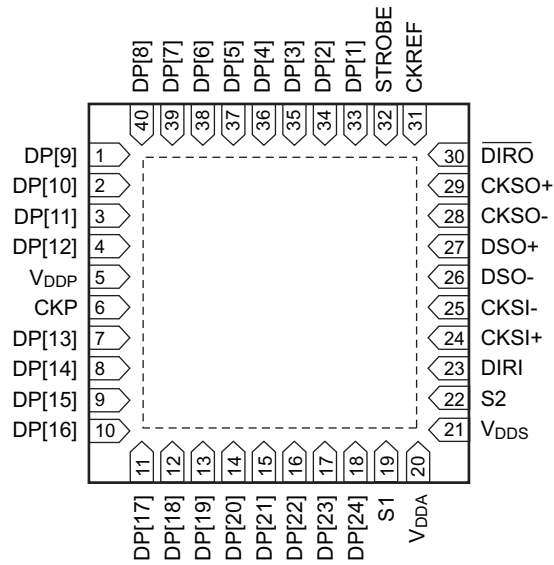 DP[8] DP[7] DP[6] DP[5] DP[4] DP[3] DP[2] DP[1] STROBE CKREF
40 39 38 37 36 35 34 33 32 31
DP[9] 1 30 DIRO
DP[10] 2 29 CKSO+
DP[11] 3 28 CKSO-
DP[12] 4 27 DSO+
VDDP 5 26 DSO-
CKP 6 25 CKSI-
DP[13] 7 24 CKSI+
DP[14] 8 23 DIRI
DP[15] 9 22 S2
DP[16] 10 21 VDDS
11 12 13 14 15 16 17 18 19 20
DP[17] DP[18] DP[19] DP[20] DP[21] DP[22] DP[23] DP[24] S1 VDDA